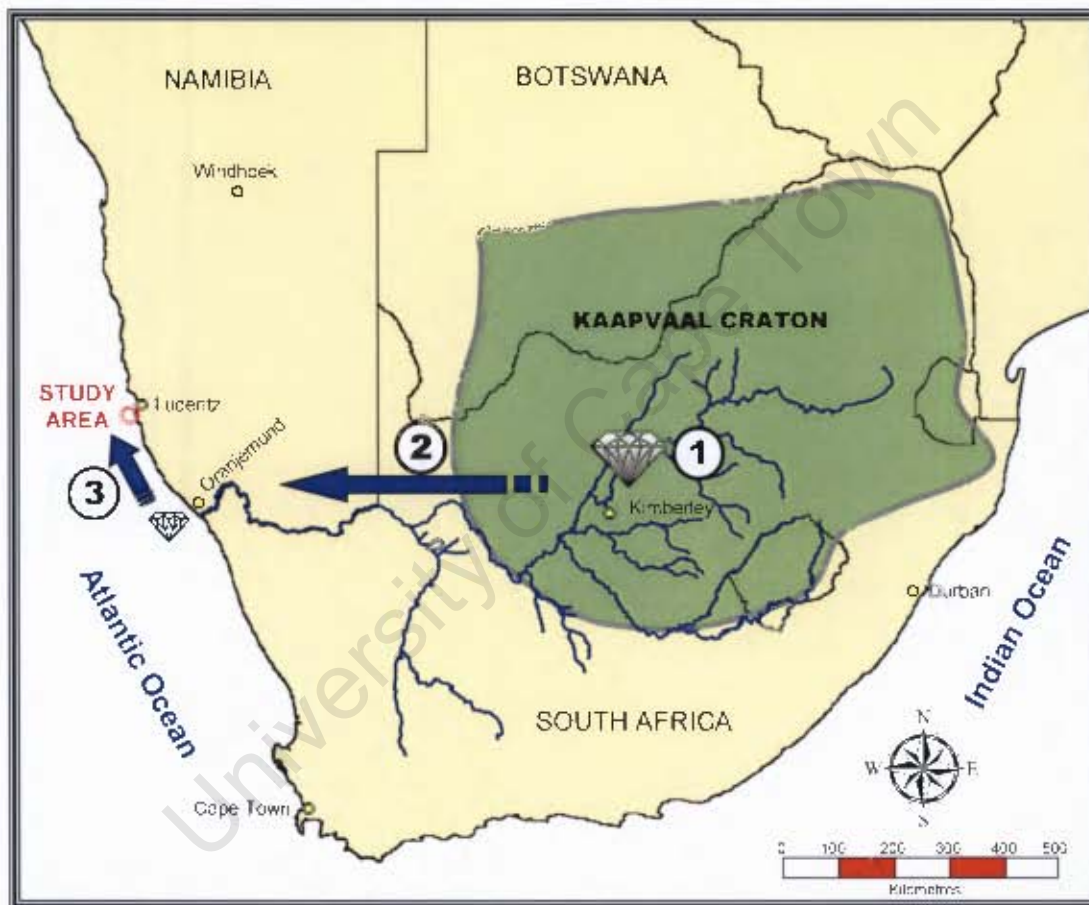 NAMIBIA
BOTSWANA
Windhoek
KAAPVAAL CRATON
STUDY
AREA
Luderitz
Oranjemund
2
1
3
Kimberley
Durban
Atlantic Ocean
Indian Ocean
SOUTH AFRICA
Cape Town
N
W
E
S
0 100 200 300 400 500
Kilometres
University of Cape Town